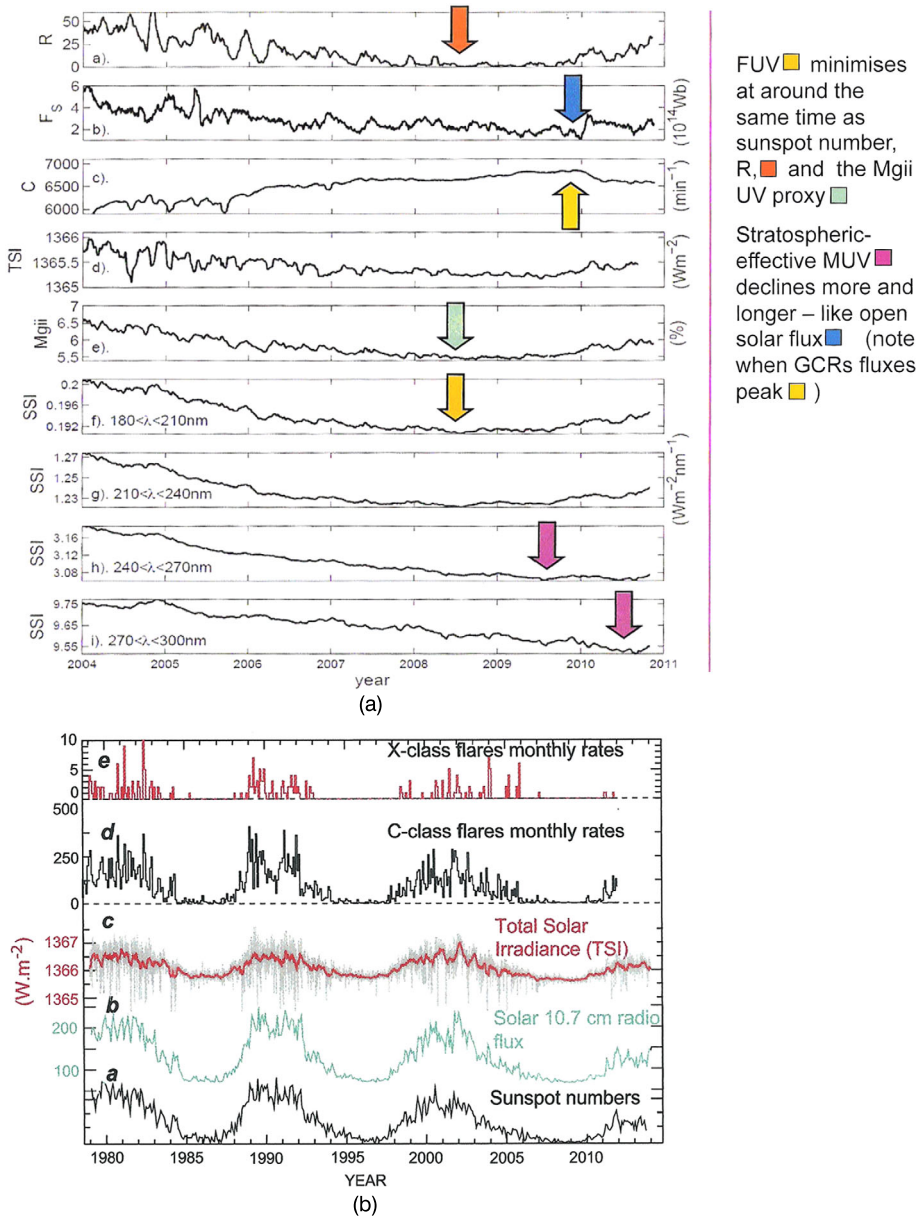 50
25
0
R
a).
6
4
2
F_S
b).
(10^14Wb)
7000
6500
6000
C
c).
(min^-1)
1366
1365.5
1365
TSI
d).
(Wm^-2)
7
6.5
6
5.5
Mgii
e).
(%)
0.2
0.196
0.192
SSI
f). 180<λ<210nm
1.27
1.25
1.23
SSI
g). 210<λ<240nm
(Wm^-2nm^-1)
3.16
3.12
3.08
SSI
h). 240<λ<270nm
9.75
9.65
9.55
SSI
i). 270<λ<300nm
2004 2005 2006 2007 2008 2009 2010 2011
year
(a)
FUV minimises
at around the
same time as
sunspot number,
R, and the Mgii
UV proxy
Stratospheric-
effective MUV
declines more and
longer – like open
solar flux (note
when GCRs fluxes
peak )
10
5
0
e
X-class flares monthly rates
500
250
0
d
C-class flares monthly rates
c
(W.m^-2)
1367
1366
1365
Total Solar
Irradiance (TSI)
b
200
100
Solar 10.7 cm radio
flux
a
Sunspot numbers
1980 1985 1990 1995 2000 2005 2010
YEAR
(b)